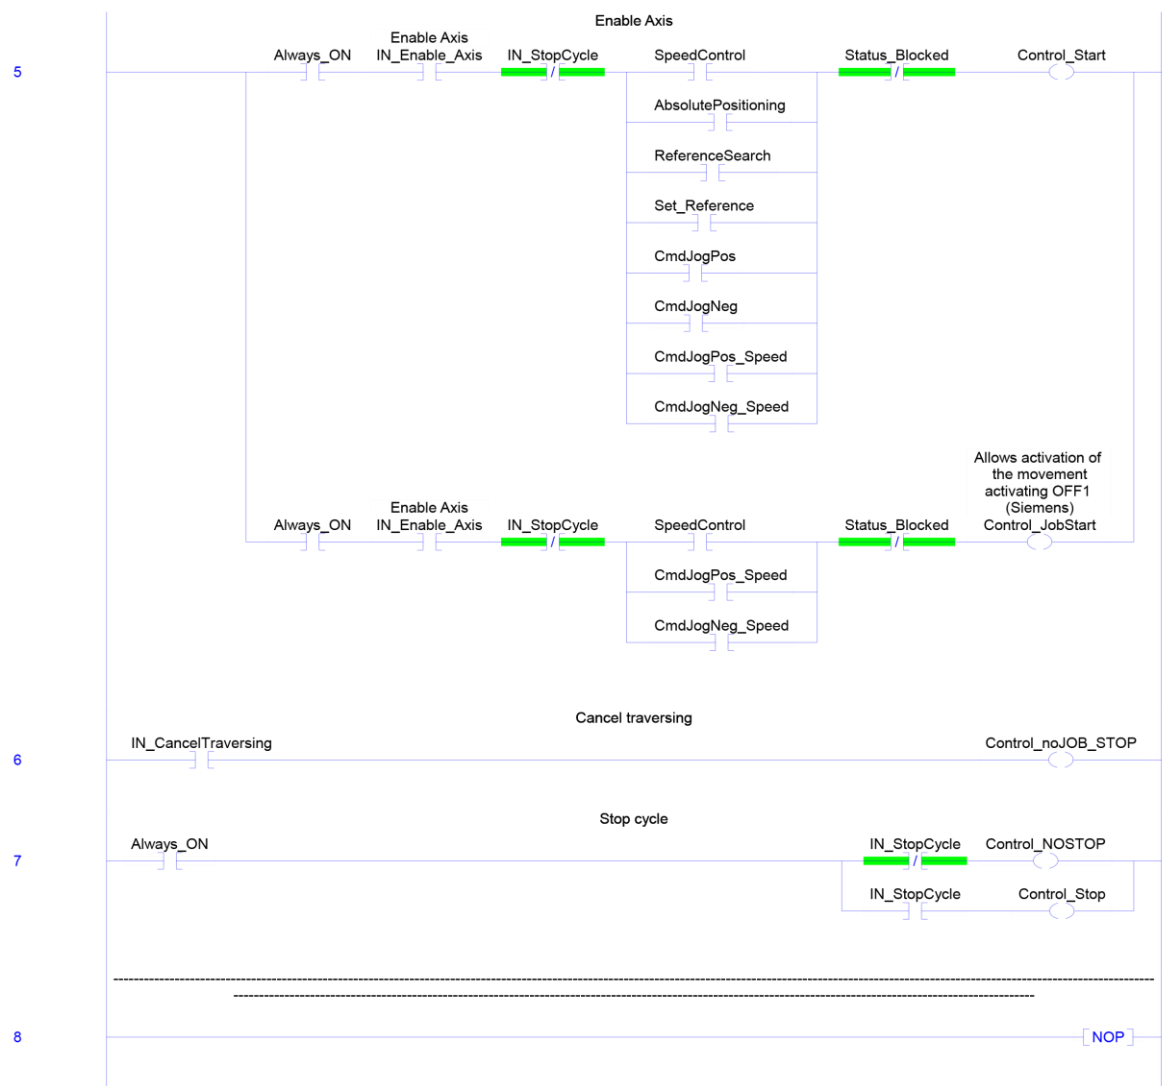 Enable Axis
5
Enable Axis
Always_ON IN_Enable_Axis IN_StopCycle SpeedControl Status_Blocked Control_Start
/ /
AbsolutePositioning
ReferenceSearch
Set_Reference
CmdJogPos
CmdJogNeg
CmdJogPos_Speed
CmdJogNeg_Speed
Allows activation of
the movement
activating OFF1
(Siemens)
Enable Axis
Always_ON IN_Enable_Axis IN_StopCycle SpeedControl Status_Blocked Control_JobStart
/ /
CmdJogPos_Speed
CmdJogNeg_Speed
Cancel traversing
IN_CancelTraversing Control_noJOB_STOP
6
Stop cycle
Always_ON IN_StopCycle Control_NOSTOP
7 /
IN_StopCycle Control_Stop
8 NOP